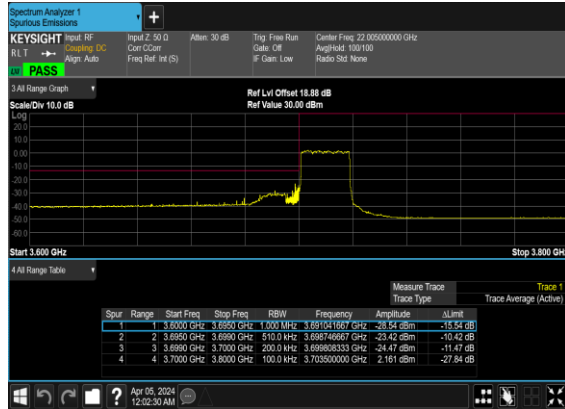 Spectrum Analyzer 1
Spurious Emissions
KEYSIGHT Input: RF Input Z: 50 Ω Atten: 30 dB Trig: Free Run Center Freq: 22.005000000 GHz
RLT Coupling: DC Corr CCorr Gate: Off Avg|Hold: 100/100
Align: Auto Freq Ref: Int (S) IF Gain: Low Radio Std: None
LM PASS
3 All Range Graph
Ref Lvl Offset 18.88 dB
Scale/Div 10.0 dB Ref Value 30.00 dBm
Log
20.0
10.0
0.00
-10.0
-20.0
-30.0
-40.0
-50.0
-60.0
Start 3.600 GHz Stop 3.800 GHz
4 All Range Table
Measure Trace Trace 1
Trace Type Trace Average (Active)
Spur Range Start Freq Stop Freq RBW Frequency Amplitude ΔLimit
1 1 3.6000 GHz 3.6950 GHz 1.000 MHz 3.691041667 GHz -28.54 dBm -15.54 dB
2 2 3.6950 GHz 3.6990 GHz 510.0 kHz 3.698746667 GHz -23.42 dBm -10.42 dB
3 3 3.6990 GHz 3.7000 GHz 200.0 kHz 3.699808333 GHz -24.47 dBm -11.47 dB
4 4 3.7000 GHz 3.8000 GHz 100.0 kHz 3.703500000 GHz 2.161 dBm -27.84 dB
Apr 05, 2024
12:02:30 AM